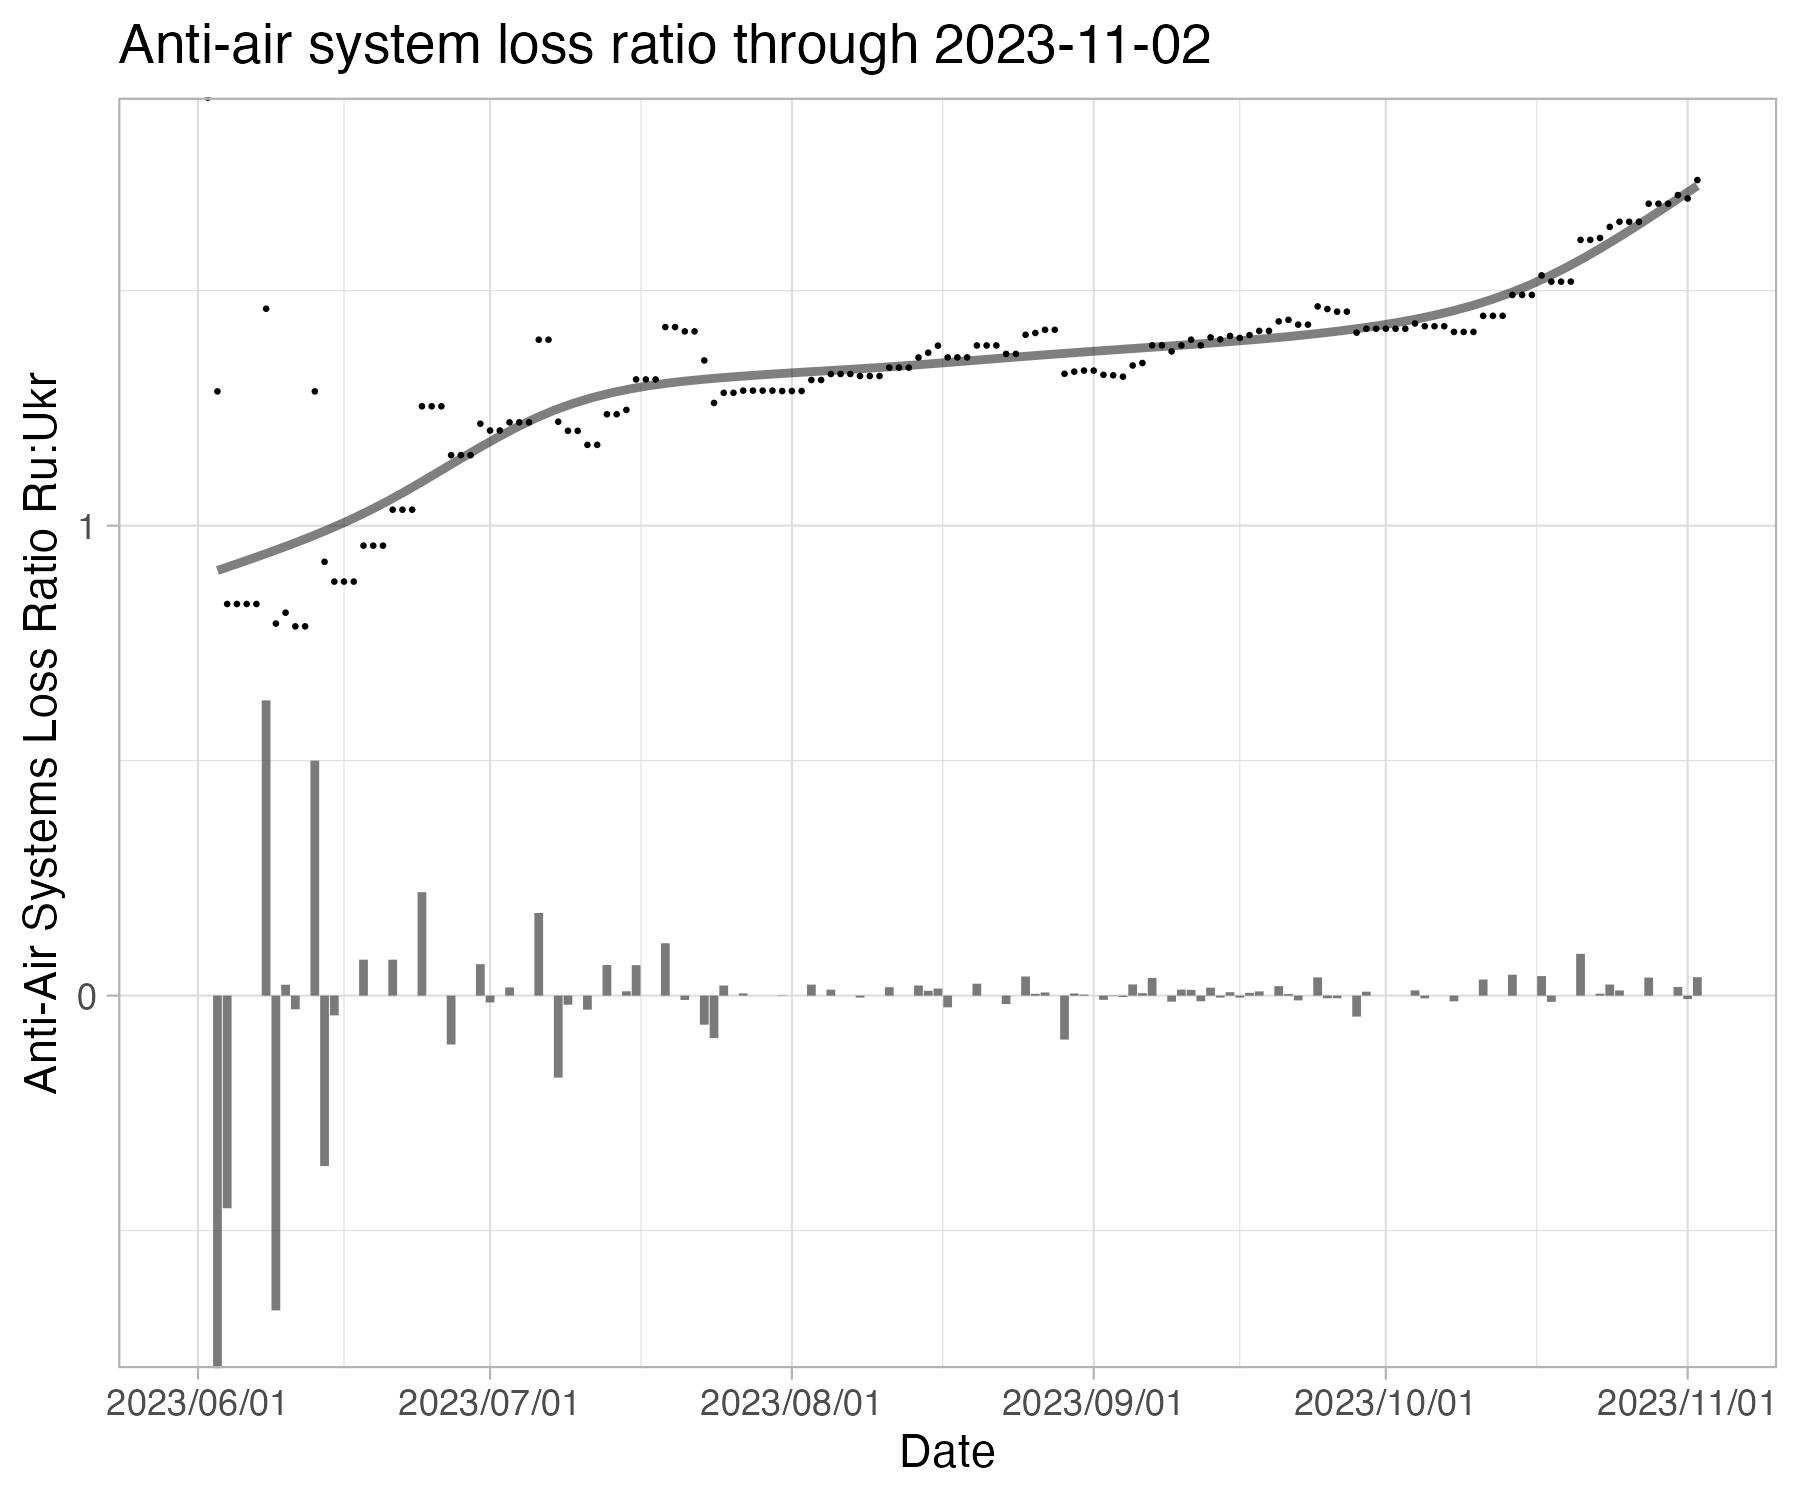 Anti-air system loss ratio through 2023-11-02
Anti-Air Systems Loss Ratio Ru:Ukr
1
0
2023/06/01 2023/07/01 2023/08/01 2023/09/01 2023/10/01 2023/11/01
Date